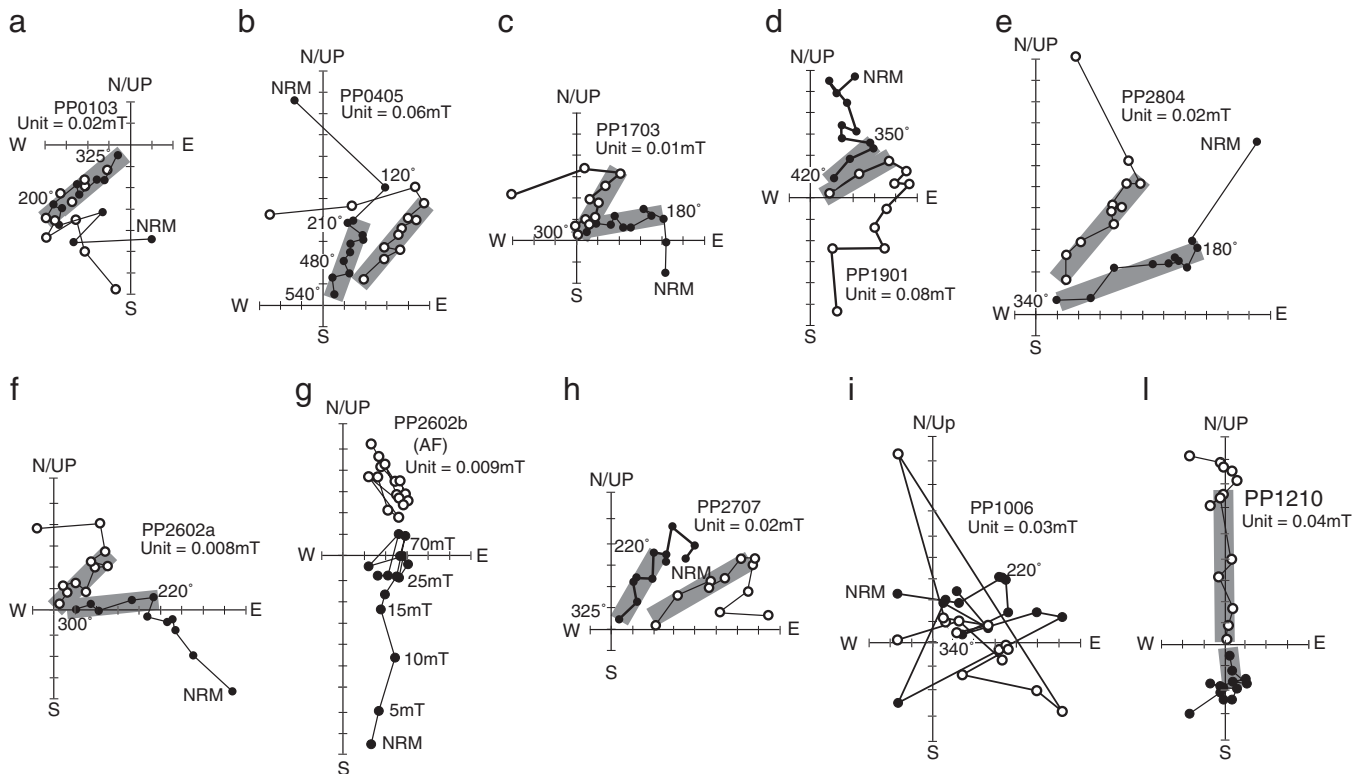 a
N/UP
PP0103
Unit = 0.02mT
W
E
325°
200°
NRM
S
b
N/UP
NRM
PP0405
Unit = 0.06mT
120°
210°
480°
540°
W
E
S
c
N/UP
PP1703
Unit = 0.01mT
180°
300°
W
E
NRM
S
d
N/UP
NRM
350°
420°
W
E
PP1901
Unit = 0.08mT
S
e
N/UP
PP2804
Unit = 0.02mT
NRM
180°
340°
W
E
S
f
N/UP
PP2602a
Unit = 0.008mT
220°
W
E
300°
NRM
S
g
N/UP
PP2602b
(AF)
Unit = 0.009mT
70mT
W
E
25mT
15mT
10mT
5mT
NRM
S
h
N/UP
PP2707
Unit = 0.02mT
220°
NRM
325°
W
E
S
i
N/Up
PP1006
Unit = 0.03mT
220°
NRM
W
E
340°
S
l
N/UP
PP1210
Unit = 0.04mT
W
E
S